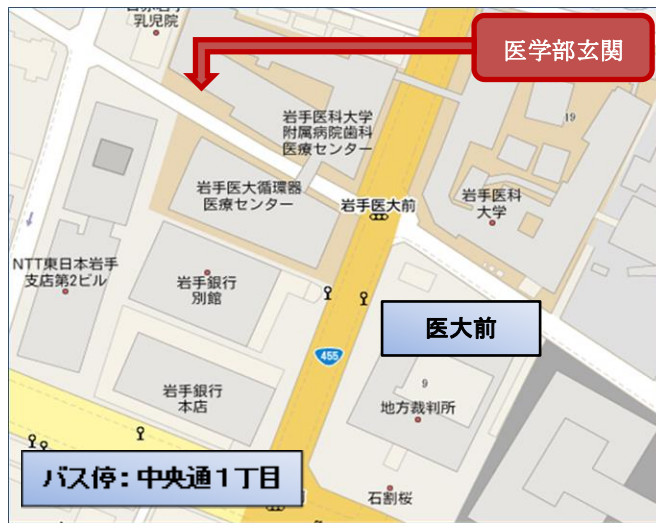 乳児院
医学部玄関
岩手医科大学
附属病院歯科
医療センター
19
岩手医大循環器
医療センター
岩手医大前
岩手医科
大学
NTT東日本岩手
支店第2ビル
岩手銀行
別館
医大前
455
9
岩手銀行
本店
地方裁判所
バス停：中央通１丁目
石割桜